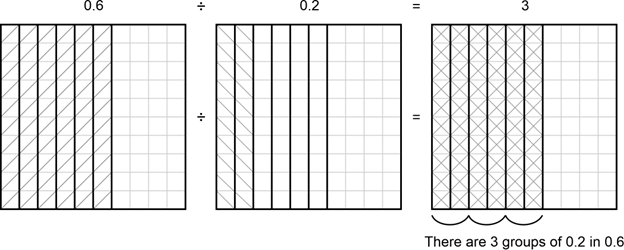 0.6 ÷ 0.2 = 3
÷ =
There are 3 groups of 0.2 in 0.6